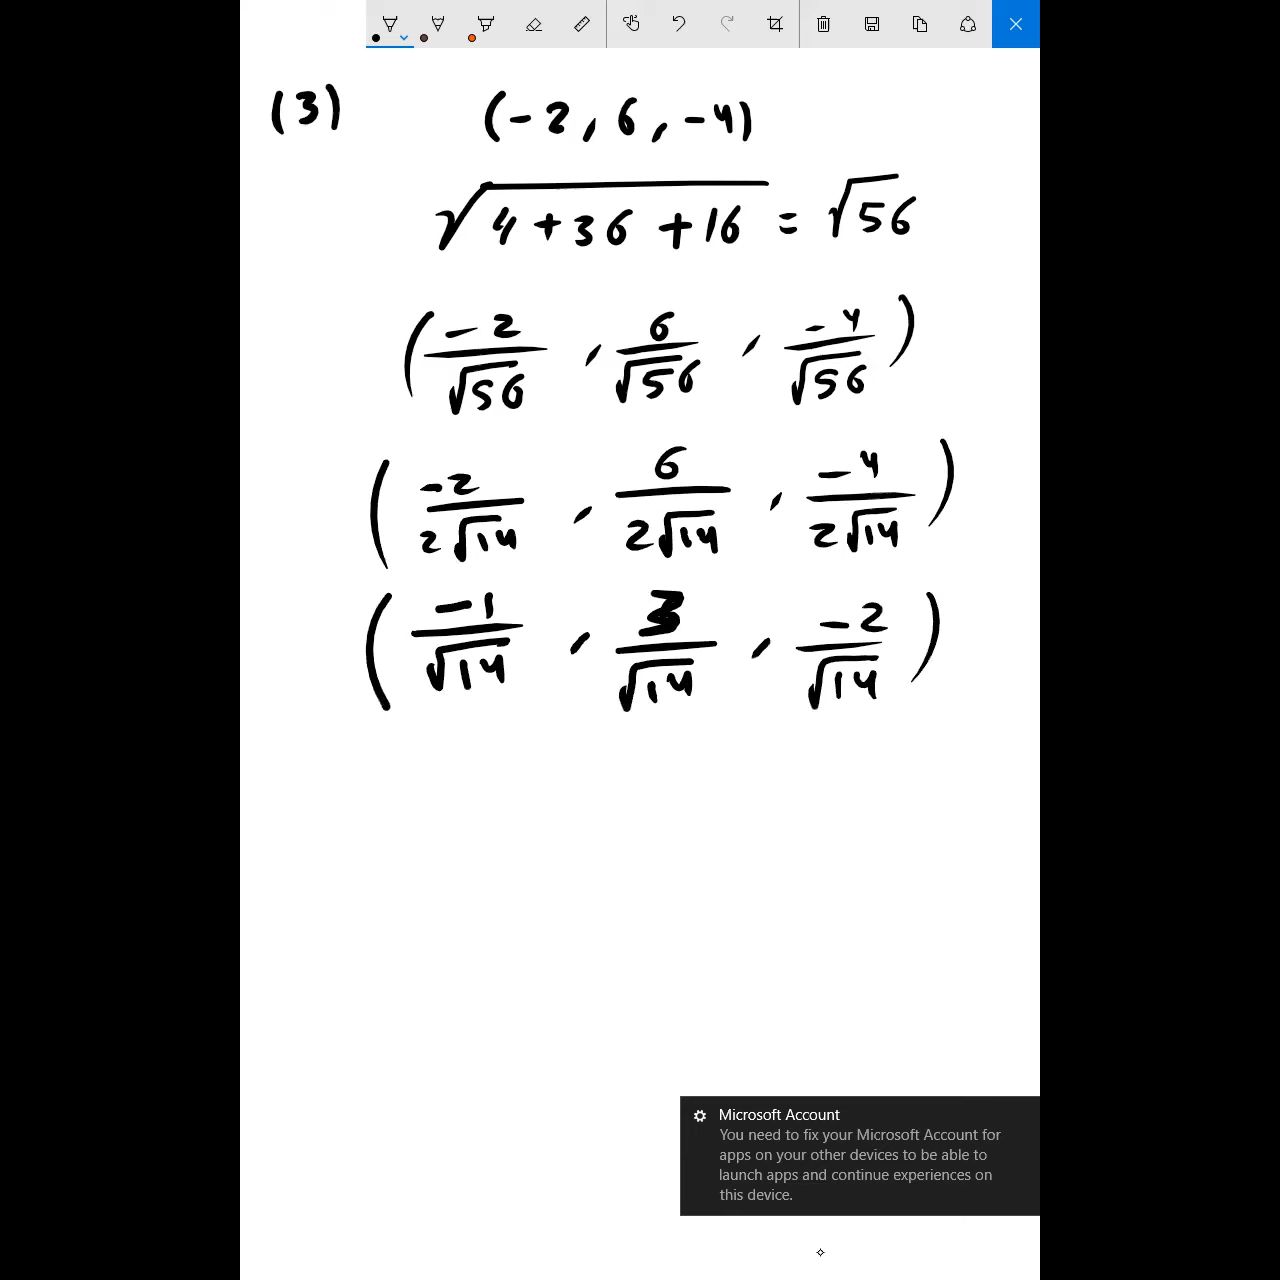 (3) (-2, 6, -4)
√(4+36+16) = √56
(-2/√56, 6/√56, -4/√56)
(-2/2√14, 6/2√14, -4/2√14)
(-1/√14, 3/√14, -2/√14)
Microsoft Account
You need to fix your Microsoft Account for
apps on your other devices to be able to
launch apps and continue experiences on
this device.